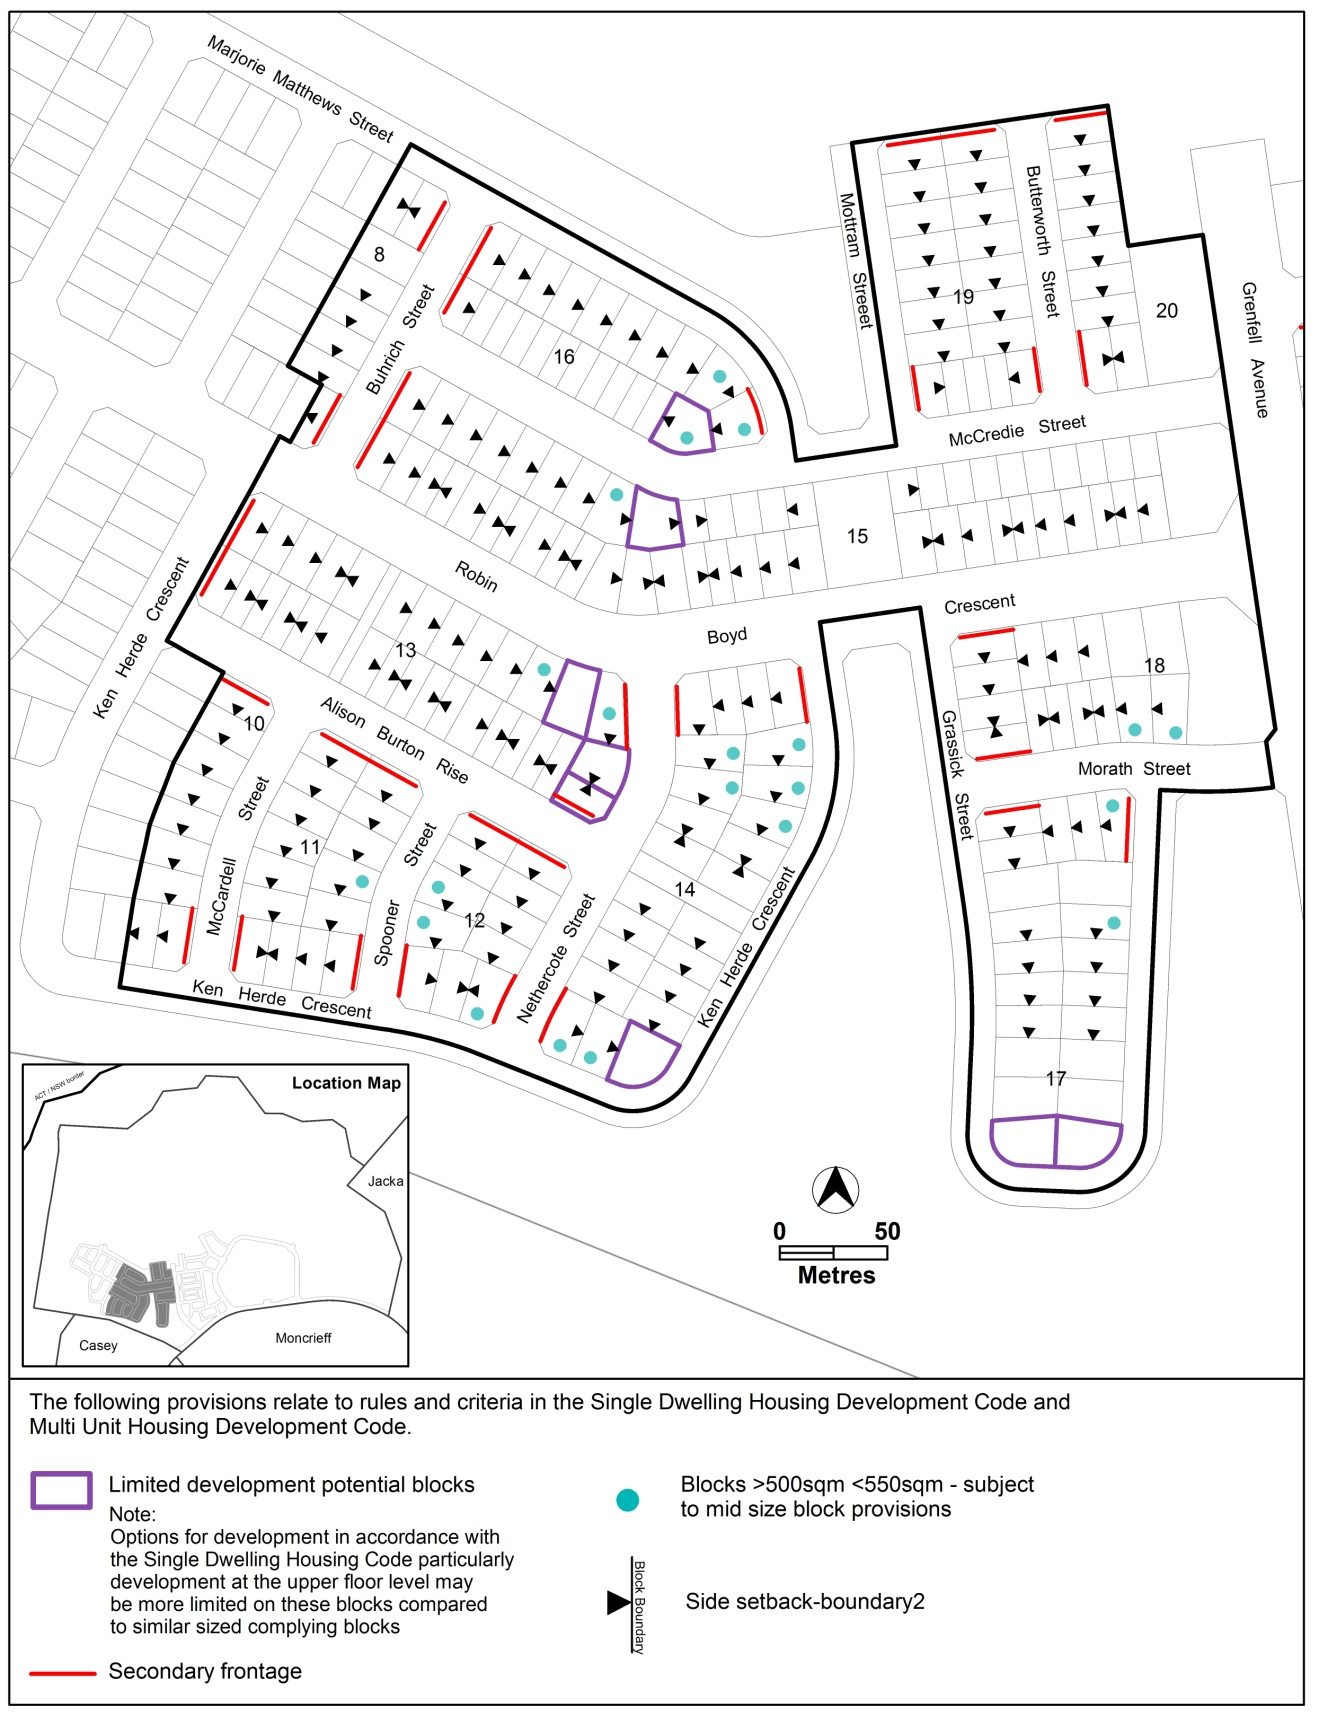 Marjorie Matthews Street
8
Buhrich Street
16
Mottram Streeet
Butterworth Street
19
20
Grenfell Avenue
McCredie Street
15
Ken Herde Crescent
Robin
Boyd
Crescent
13
18
10
Alison Burton Rise
Grassick Street
Morath Street
Street
McCardell
11
Street
Spooner
12
14
Nethercote Street
Ken Herde Crescent
Ken Herde Crescent
17
ACT / NSW border
Location Map
Jacka
Casey
Moncrieff
0 50
Metres
The following provisions relate to rules and criteria in the Single Dwelling Housing Development Code and
Multi Unit Housing Development Code.
Limited development potential blocks
Note:
Options for development in accordance with
the Single Dwelling Housing Code particularly
development at the upper floor level may
be more limited on these blocks compared
to similar sized complying blocks
Secondary frontage
Blocks >500sqm <550sqm - subject
to mid size block provisions
Block Boundary
Side setback-boundary2